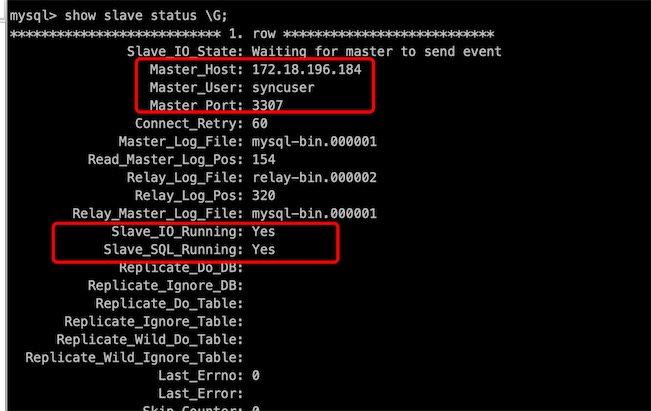 mysql> show slave status \G;
*************************** 1. row ***************************
Slave_IO_State: Waiting for master to send event
Master_Host: 172.18.196.184
Master_User: syncuser
Master_Port: 3307
Connect_Retry: 60
Master_Log_File: mysql-bin.000001
Read_Master_Log_Pos: 154
Relay_Log_File: relay-bin.000002
Relay_Log_Pos: 320
Relay_Master_Log_File: mysql-bin.000001
Slave_IO_Running: Yes
Slave_SQL_Running: Yes
Replicate_Do_DB:
Replicate_Ignore_DB:
Replicate_Do_Table:
Replicate_Ignore_Table:
Replicate_Wild_Do_Table:
Replicate_Wild_Ignore_Table:
Last_Errno: 0
Last_Error:
Skip_Counter: 0